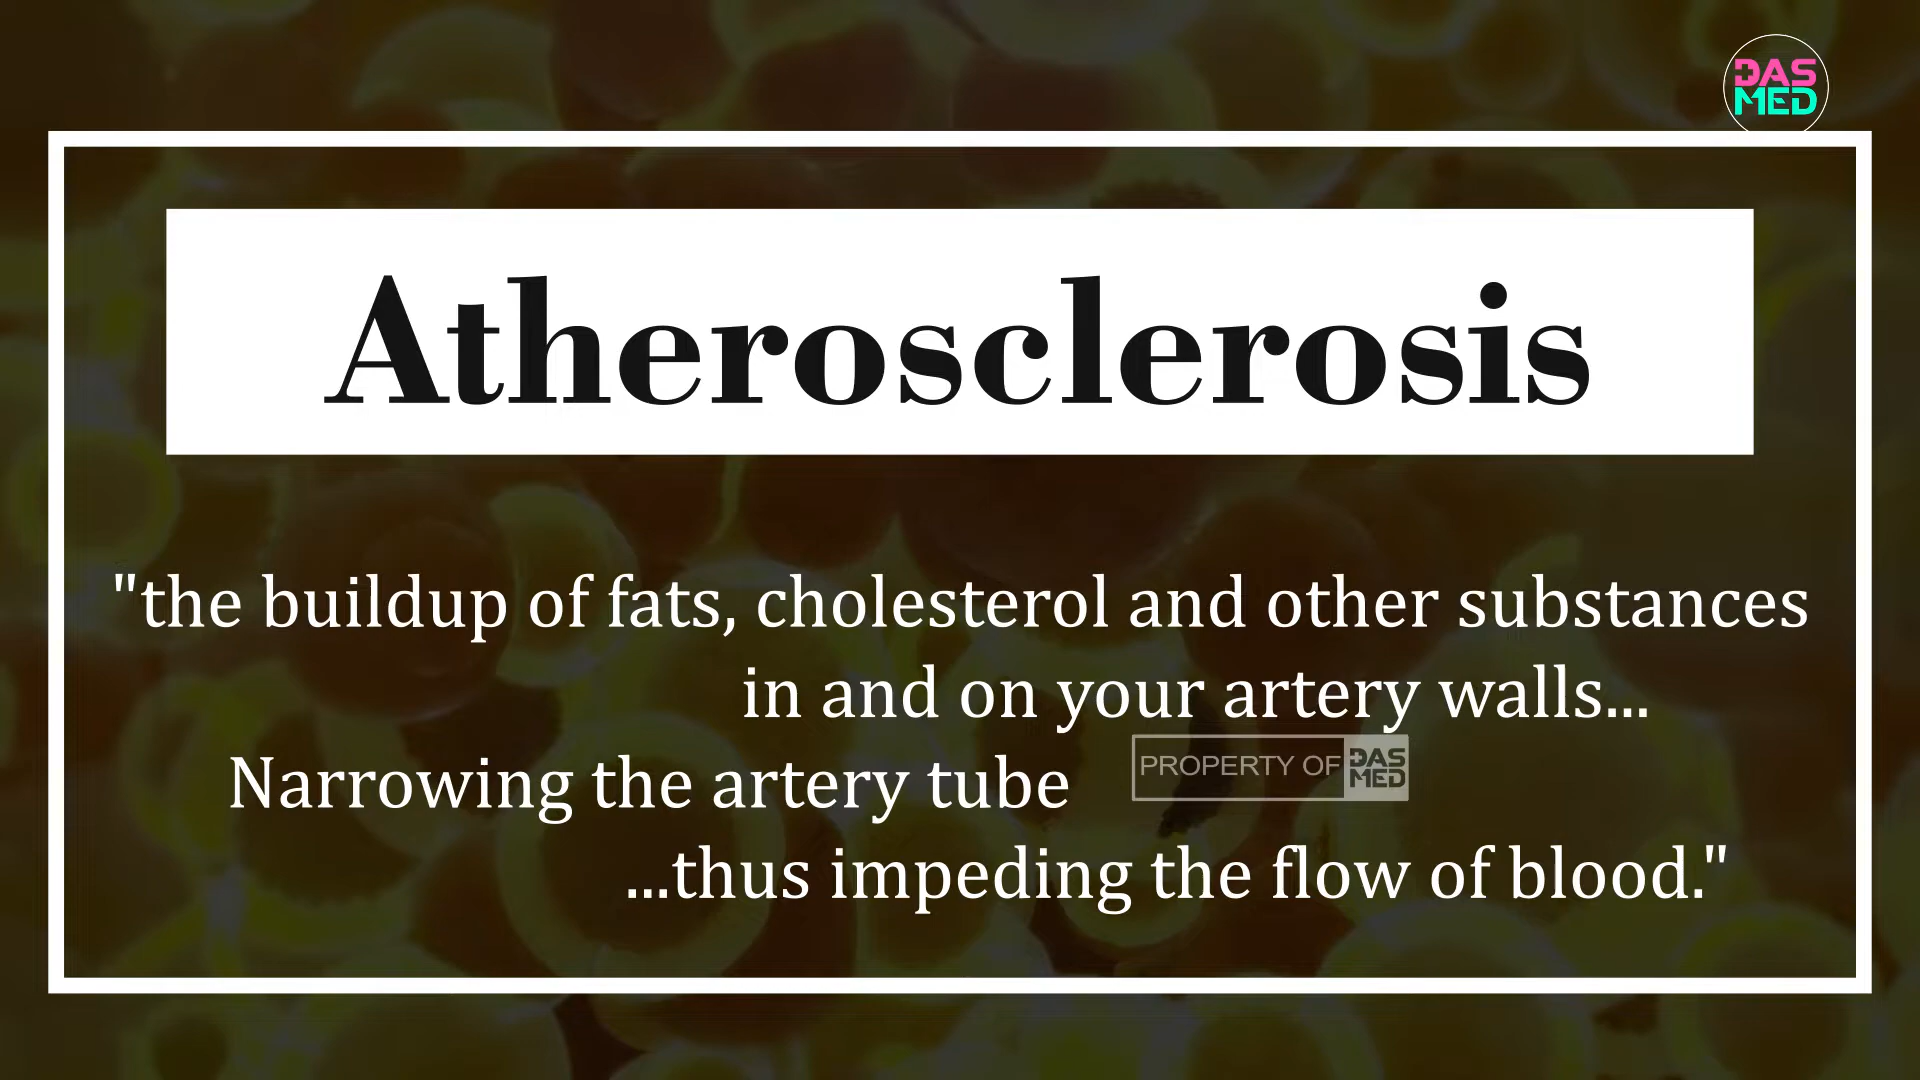 DAS
MED
Atherosclerosis
"the buildup of fats, cholesterol and other substances
in and on your artery walls...
Narrowing the artery tube
PROPERTY OF DAS MED
...thus impeding the flow of blood."